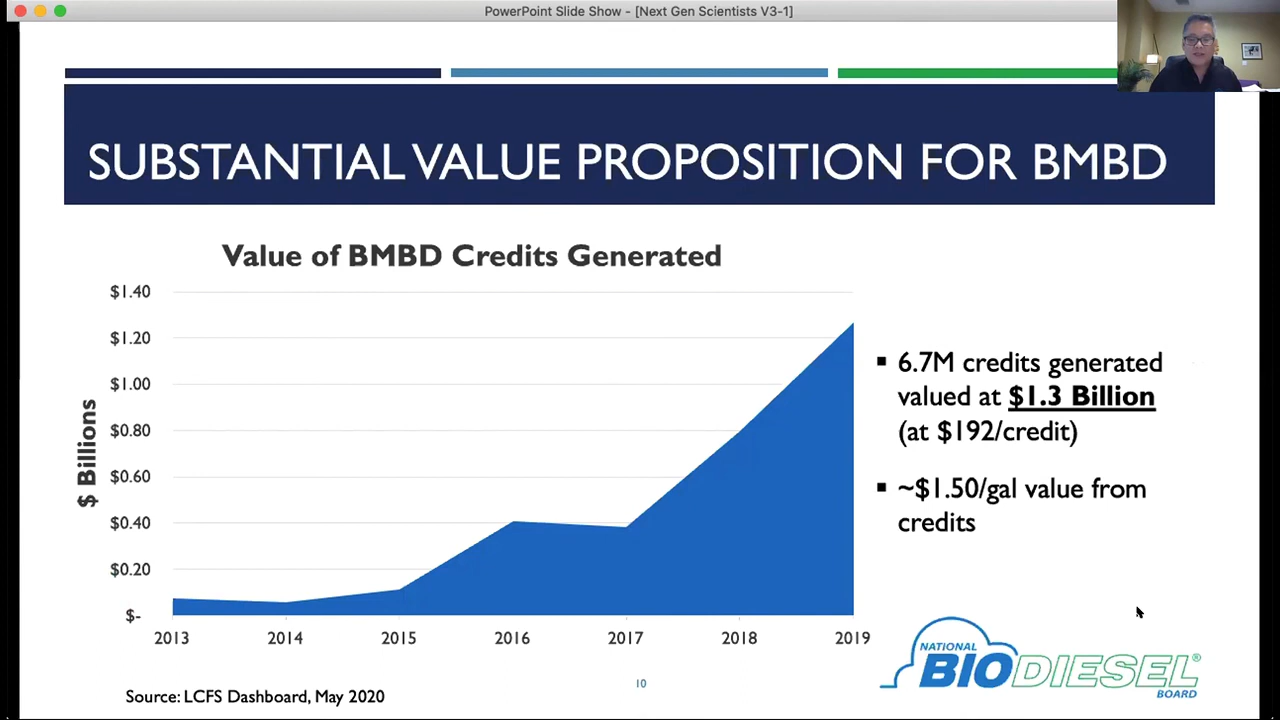 PowerPoint Slide Show - [Next Gen Scientists V3-1]
SUBSTANTIAL VALUE PROPOSITION FOR BMBD
Value of BMBD Credits Generated
$1.40
$1.20
$1.00
$0.80
$0.60
$0.40
$0.20
$-
$ Billions
2013 2014 2015 2016 2017 2018 2019
▪ 6.7M credits generated
valued at $1.3 Billion
(at $192/credit)
▪ ~$1.50/gal value from
credits
NATIONAL
BIODIESEL®
BOARD
10
Source: LCFS Dashboard, May 2020